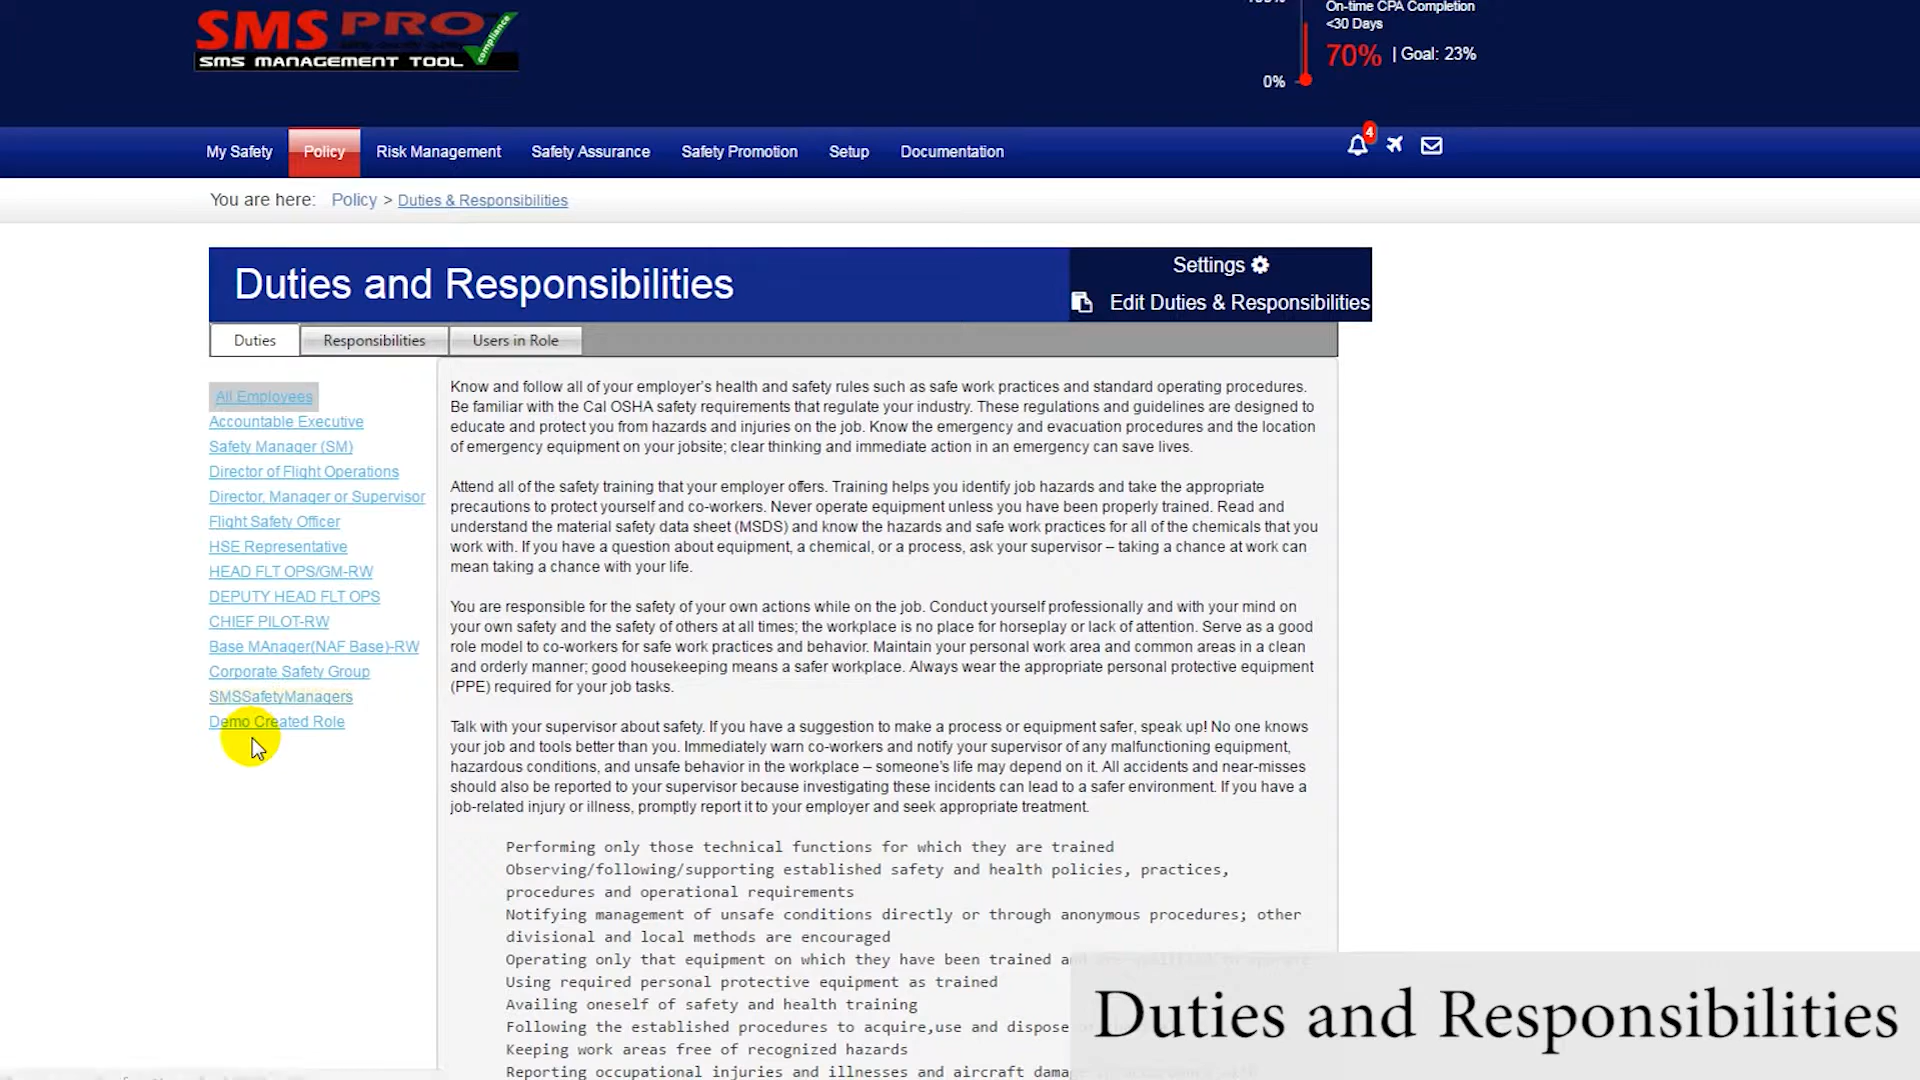 SMS PRO
compliance
SMS MANAGEMENT TOOL
On-time CPA Completion
<30 Days
70% | Goal: 23%
0%
My Safety Policy Risk Management Safety Assurance Safety Promotion Setup Documentation
4
You are here: Policy > Duties & Responsibilities
Duties and Responsibilities
Settings
Edit Duties & Responsibilities
Duties Responsibilities Users in Role
All Employees
Accountable Executive
Safety Manager (SM)
Director of Flight Operations
Director, Manager or Supervisor
Flight Safety Officer
HSE Representative
HEAD FLT OPS/GM-RW
DEPUTY HEAD FLT OPS
CHIEF PILOT-RW
Base MAnager(NAF Base)-RW
Corporate Safety Group
SMSSafetyManagers
Demo Created Role
Know and follow all of your employer's health and safety rules such as safe work practices and standard operating procedures.
Be familiar with the Cal OSHA safety requirements that regulate your industry. These regulations and guidelines are designed to
educate and protect you from hazards and injuries on the job. Know the emergency and evacuation procedures and the location
of emergency equipment on your jobsite; clear thinking and immediate action in an emergency can save lives.
Attend all of the safety training that your employer offers. Training helps you identify job hazards and take the appropriate
precautions to protect yourself and co-workers. Never operate equipment unless you have been properly trained. Read and
understand the material safety data sheet (MSDS) and know the hazards and safe work practices for all of the chemicals that you
work with. If you have a question about equipment, a chemical, or a process, ask your supervisor – taking a chance at work can
mean taking a chance with your life.
You are responsible for the safety of your own actions while on the job. Conduct yourself professionally and with your mind on
your own safety and the safety of others at all times; the workplace is no place for horseplay or lack of attention. Serve as a good
role model to co-workers for safe work practices and behavior. Maintain your personal work area and common areas in a clean
and orderly manner; good housekeeping means a safer workplace. Always wear the appropriate personal protective equipment
(PPE) required for your job tasks.
Talk with your supervisor about safety. If you have a suggestion to make a process or equipment safer, speak up! No one knows
your job and tools better than you. Immediately warn co-workers and notify your supervisor of any malfunctioning equipment,
hazardous conditions, and unsafe behavior in the workplace – someone's life may depend on it. All accidents and near-misses
should also be reported to your supervisor because investigating these incidents can lead to a safer environment. If you have a
job-related injury or illness, promptly report it to your employer and seek appropriate treatment.
Performing only those technical functions for which they are trained
Observing/following/supporting established safety and health policies, practices,
procedures and operational requirements
Notifying management of unsafe conditions directly or through anonymous procedures; other
divisional and local methods are encouraged
Operating only that equipment on which they have been trained
Using required personal protective equipment as trained
Availing oneself of safety and health training
Following the established procedures to acquire,use and dispose
Keeping work areas free of recognized hazards
Reporting occupational injuries and illnesses and aircraft
Duties and Responsibilities